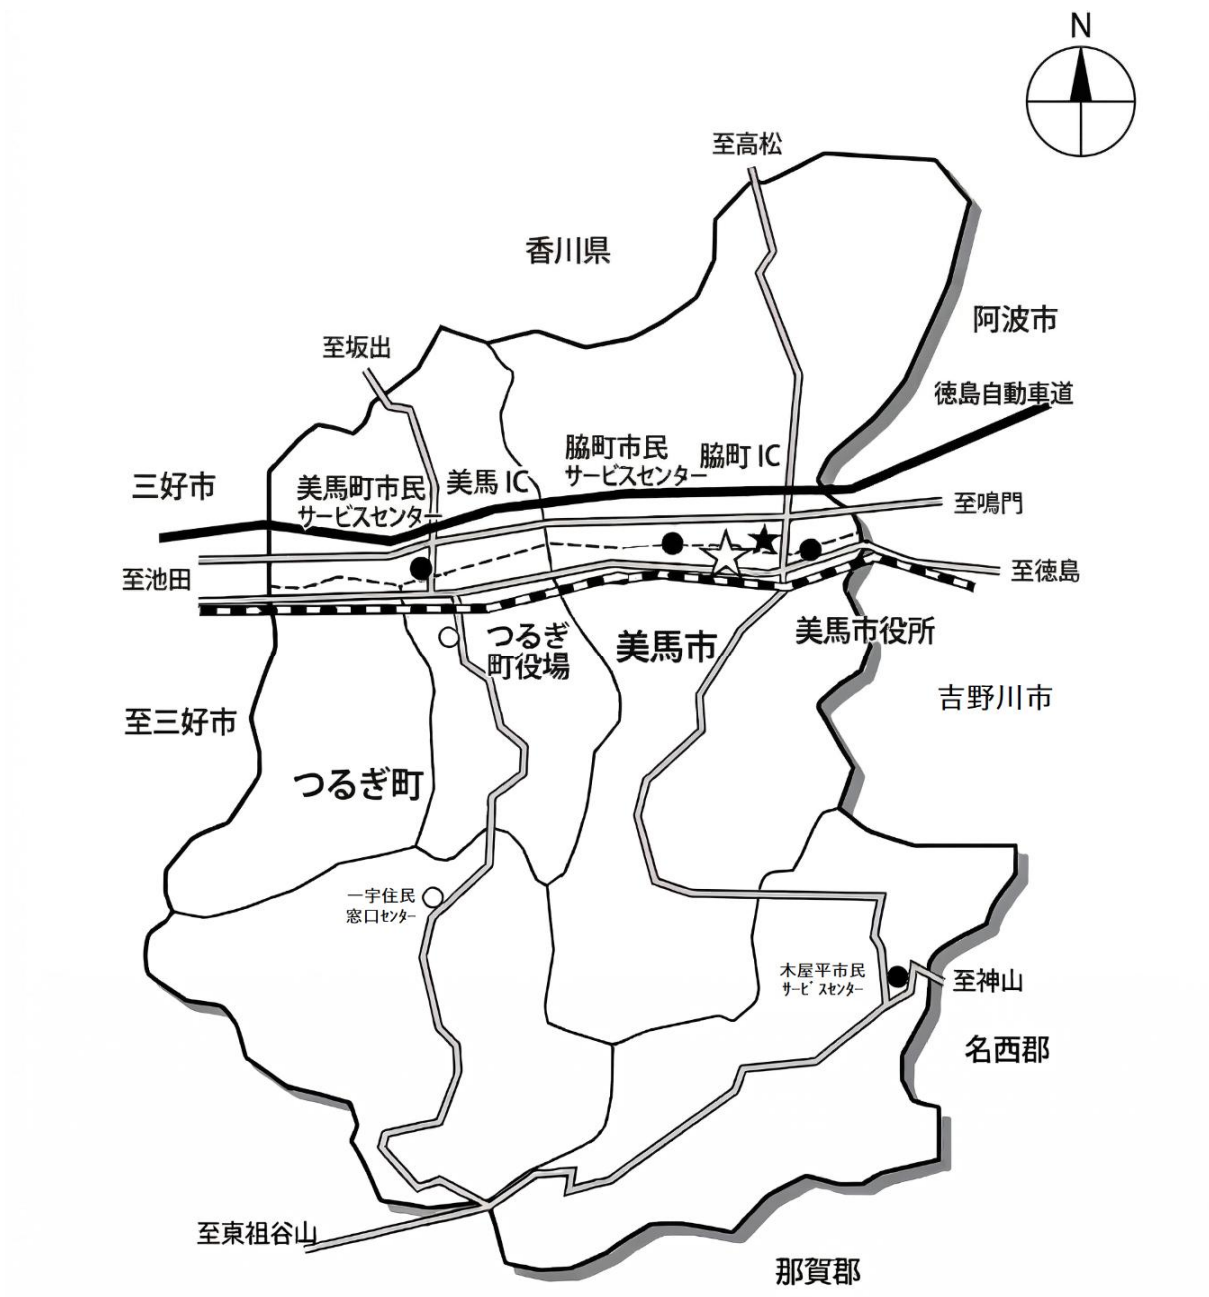 N
至高松
香川県
阿波市
至坂出
徳島自動車道
脇町市民
サービスセンター
脇町 IC
三好市
美馬町市民
サービスセンター
美馬 IC
至鳴門
至池田
至徳島
つるぎ
町役場
美馬市
美馬市役所
吉野川市
至三好市
つるぎ町
一宇住民
窓口センター
木屋平市民
サービスセンター
至神山
名西郡
至東祖谷山
那賀郡